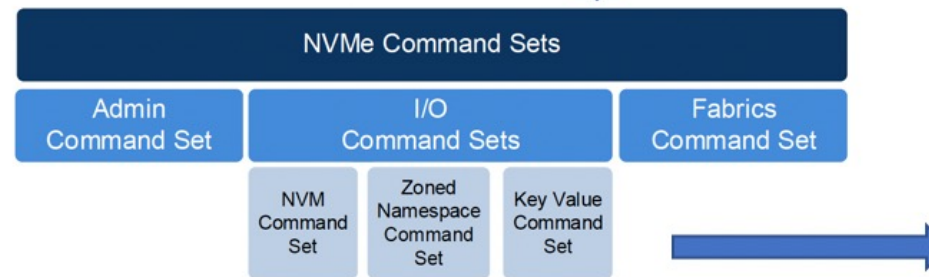 NVMe Command Sets
Admin
Command Set
I/O
Command Sets
Fabrics
Command Set
NVM
Command
Set
Zoned
Namespace
Command
Set
Key Value
Command
Set